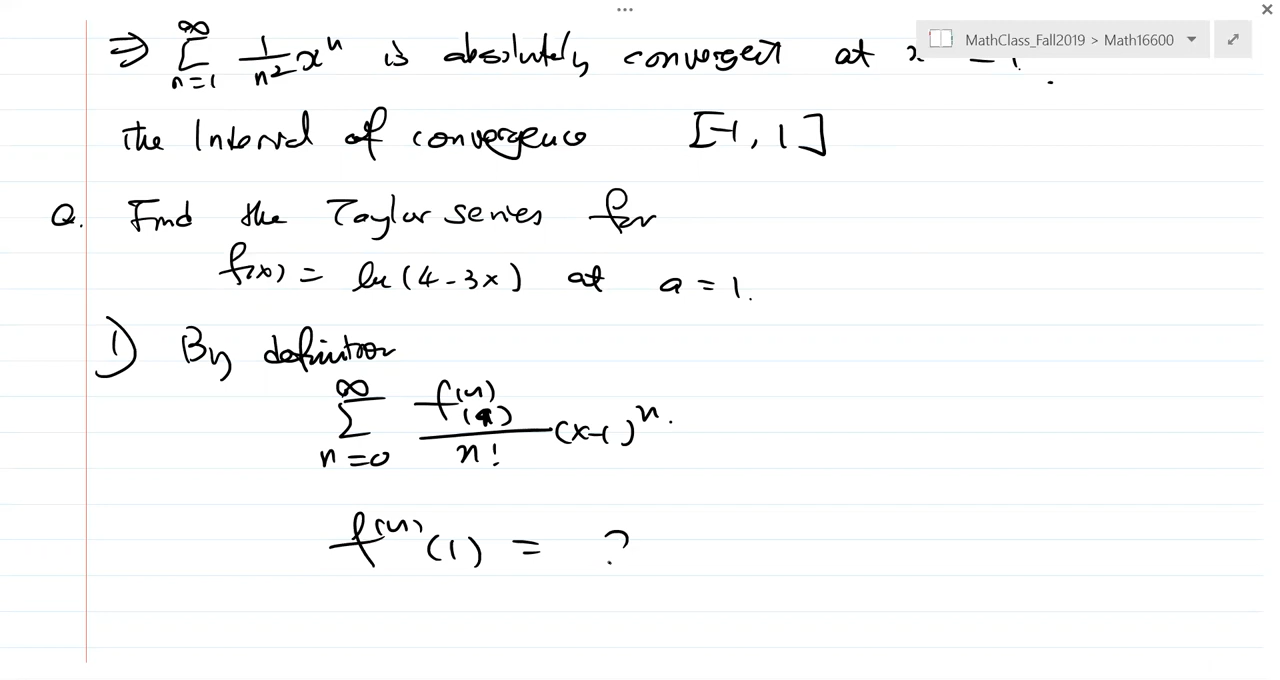 ⇒ ∑_{n=1}^{∞} 1/n² xⁿ is absolutely convergent at x = 1.
MathClass_Fall2019 > Math16600
the Interval of convergence [-1, 1]
Q. Find the Taylor series for
f(x) = ln(4-3x) at a = 1.
1) By definition
∑_{n=0}^{∞} f⁽ⁿ⁾(1)/n! (x-1)ⁿ.
f⁽ⁿ⁾(1) = ?